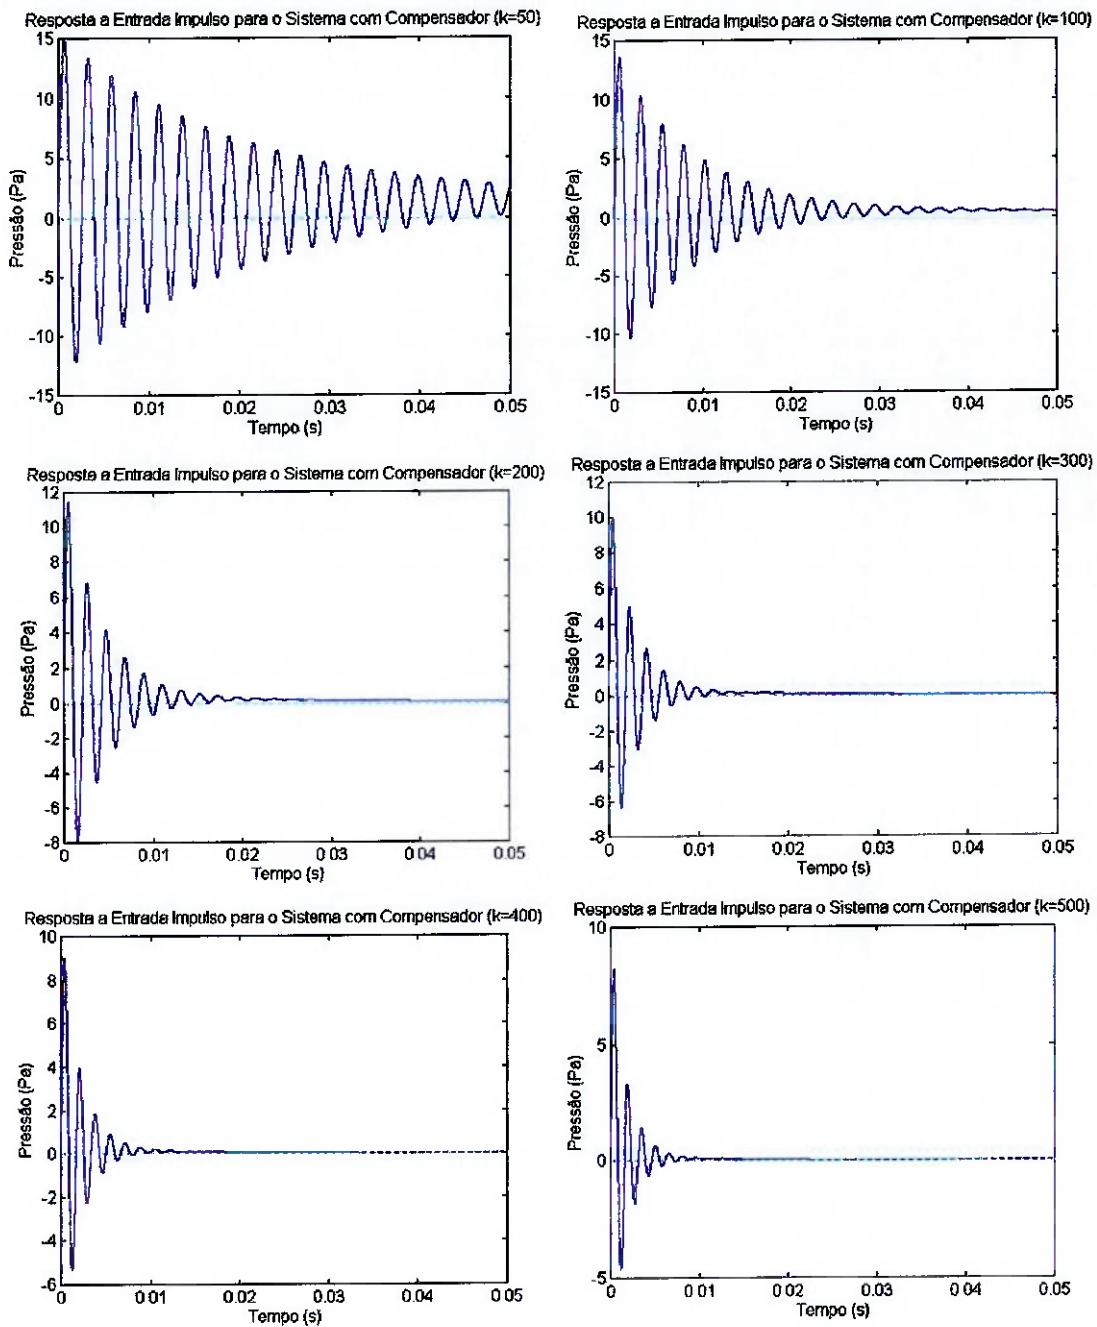 Resposta a Entrada Impulso para o Sistema com Compensador (k=50)
15
10
5
0
-5
-10
-15
Pressão (Pa)
0 0.01 0.02 0.03 0.04 0.05
Tempo (s)
Resposta a Entrada Impulso para o Sistema com Compensador (k=100)
15
10
5
0
-5
-10
-15
Pressão (Pa)
0 0.01 0.02 0.03 0.04 0.05
Tempo (s)
Resposta a Entrada Impulso para o Sistema com Compensador (k=200)
12
10
8
6
4
2
0
-2
-4
-6
-8
Pressão (Pa)
0 0.01 0.02 0.03 0.04 0.05
Tempo (s)
Resposta a Entrada Impulso para o Sistema com Compensador (k=300)
12
10
8
6
4
2
0
-2
-4
-6
-8
Pressão (Pa)
0 0.01 0.02 0.03 0.04 0.05
Tempo (s)
Resposta a Entrada Impulso para o Sistema com Compensador (k=400)
10
8
6
4
2
0
-2
-4
-6
Pressão (Pa)
0 0.01 0.02 0.03 0.04 0.05
Tempo (s)
Resposta a Entrada Impulso para o Sistema com Compensador (k=500)
10
5
0
-5
Pressão (Pa)
0 0.01 0.02 0.03 0.04 0.05
Tempo (s)